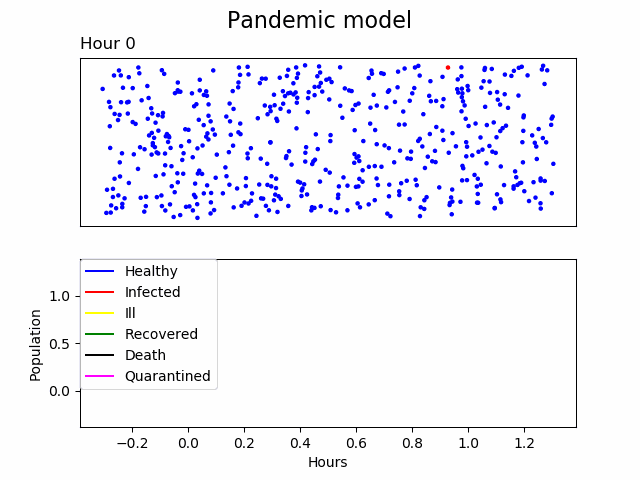 Pandemic model
Hour 0
Healthy
Infected
Ill
Recovered
Death
Quarantined
1.0
0.5
0.0
Population
−0.2 0.0 0.2 0.4 0.6 0.8 1.0 1.2
Hours